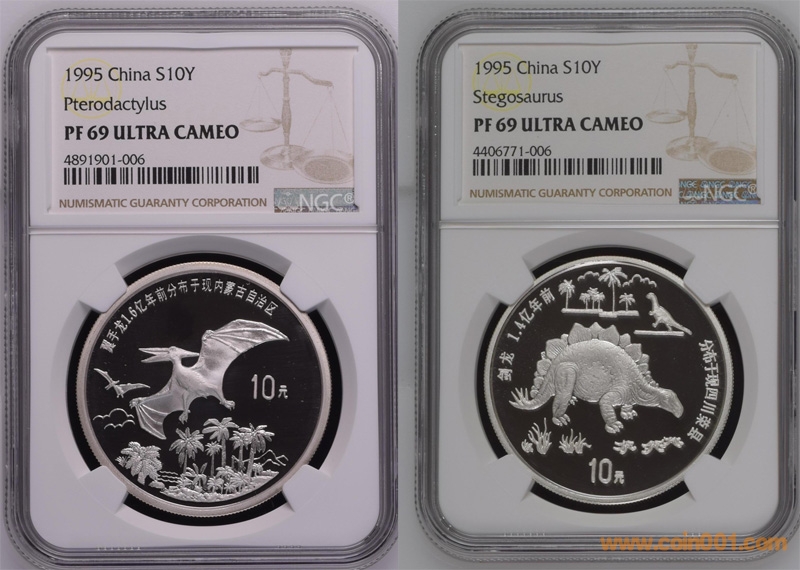 1995 China S10Y
Pterodactylus
PF 69 ULTRA CAMEO
4891901-006
NGC®
NUMISMATIC GUARANTY CORPORATION
翼手龙1.6亿年前分布于现内蒙古自治区
10元
1995 China S10Y
Stegosaurus
PF 69 ULTRA CAMEO
4406771-006
NGC®
NUMISMATIC GUARANTY CORPORATION
剑龙 1.4亿年前
分布于现四川荣县
10元
www.coin001.com